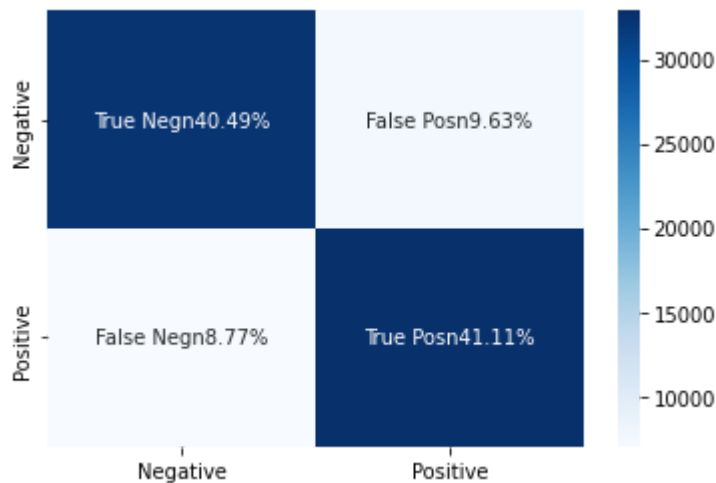 Negative
True Negn40.49%
False Posn9.63%
Positive
False Negn8.77%
True Posn41.11%
Negative
Positive
30000
25000
20000
15000
10000